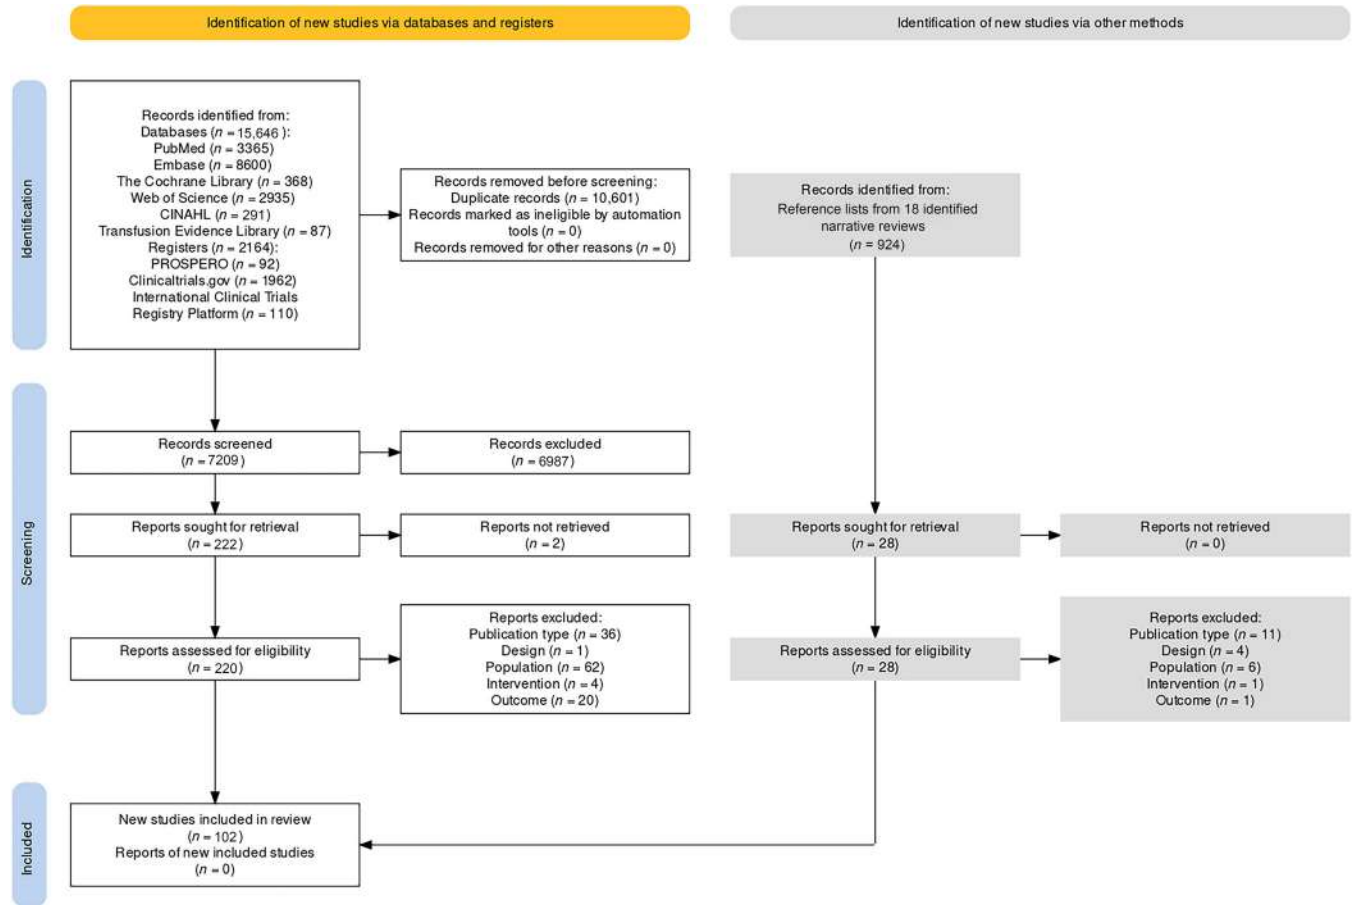 Identification of new studies via databases and registers
Identification of new studies via other methods
Identification
Records identified from:
Databases (n = 15,646 ):
PubMed (n = 3365)
Embase (n = 8600)
The Cochrane Library (n = 368)
Web of Science (n = 2935)
CINAHL (n = 291)
Transfusion Evidence Library (n = 87)
Registers (n = 2164):
PROSPERO (n = 92)
Clinicaltrials.gov (n = 1962)
International Clinical Trials
Registry Platform (n = 110)
Records removed before screening:
Duplicate records (n = 10,601)
Records marked as ineligible by automation
tools (n = 0)
Records removed for other reasons (n = 0)
Records identified from:
Reference lists from 18 identified
narrative reviews
(n = 924)
Screening
Records screened
(n = 7209)
Records excluded
(n = 6987)
Reports sought for retrieval
(n = 222)
Reports not retrieved
(n = 2)
Reports sought for retrieval
(n = 28)
Reports not retrieved
(n = 0)
Reports assessed for eligibility
(n = 220)
Reports excluded:
Publication type (n = 36)
Design (n = 1)
Population (n = 62)
Intervention (n = 4)
Outcome (n = 20)
Reports assessed for eligibility
(n = 28)
Reports excluded:
Publication type (n = 11)
Design (n = 4)
Population (n = 6)
Intervention (n = 1)
Outcome (n = 1)
Included
New studies included in review
(n = 102)
Reports of new included studies
(n = 0)